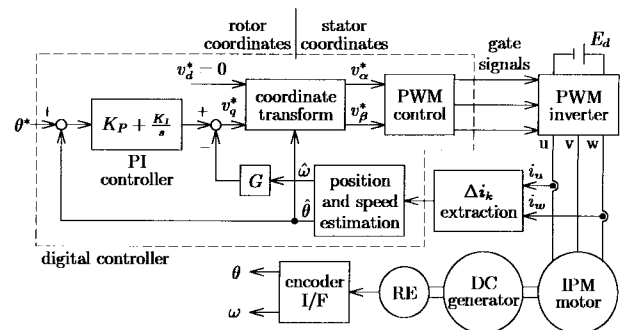 rotor stator
coordinates coordinates
gate
signals
E_d
v_d^* = 0
v_α^*
coordinate
transform
PWM
control
PWM
inverter
v_q^*
v_β^*
θ* + K_P + K_I/s + −
PI
controller
u v w
G
ω̂
θ̂
position
and speed
estimation
Δi_k
extraction
i_u
i_w
digital controller
θ
ω
encoder
I/F
RE
DC
generator
IPM
motor